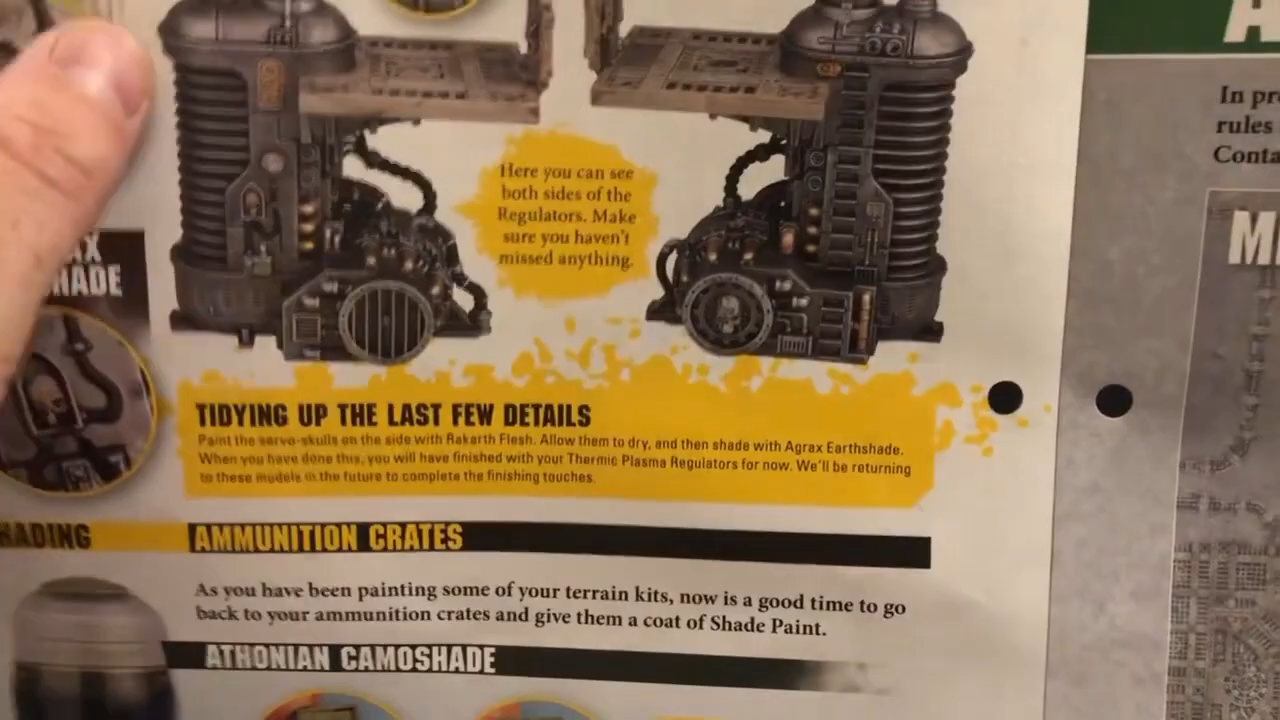 Here you can see
both sides of the
Regulators. Make
sure you haven't
missed anything.
TIDYING UP THE LAST FEW DETAILS
Paint the servo-skulls on the side with Rakarth Flesh. Allow them to dry, and then shade with Agrax Earthshade.
When you have done this, you will have finished with your Thermic Plasma Regulators for now. We'll be returning
to these models in the future to complete the finishing touches.
AMMUNITION CRATES
As you have been painting some of your terrain kits, now is a good time to go
back to your ammunition crates and give them a coat of Shade Paint.
ATHONIAN CAMOSHADE
In
rules